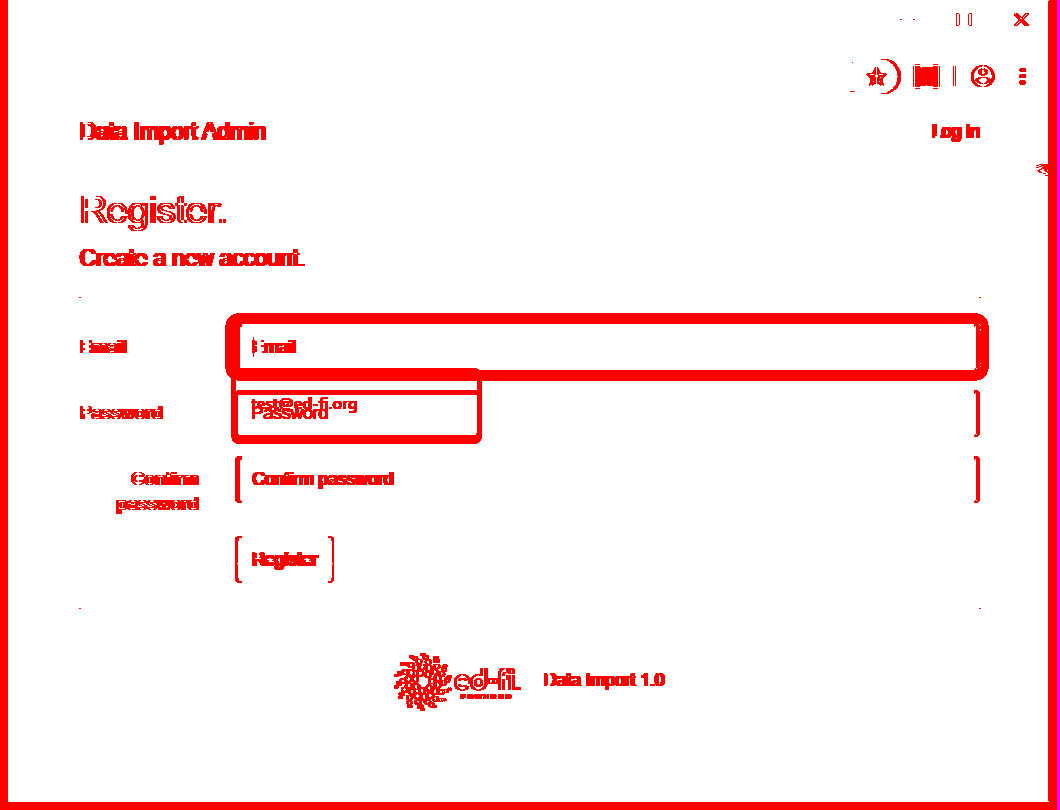 Data Import Admin
Log in
Register.
Create a new account.
Email
Email
test@ed-fi.org
Password
Password
Confirm password
Confirm password
Register
ed-fi
POWERED
Data Import 1.0